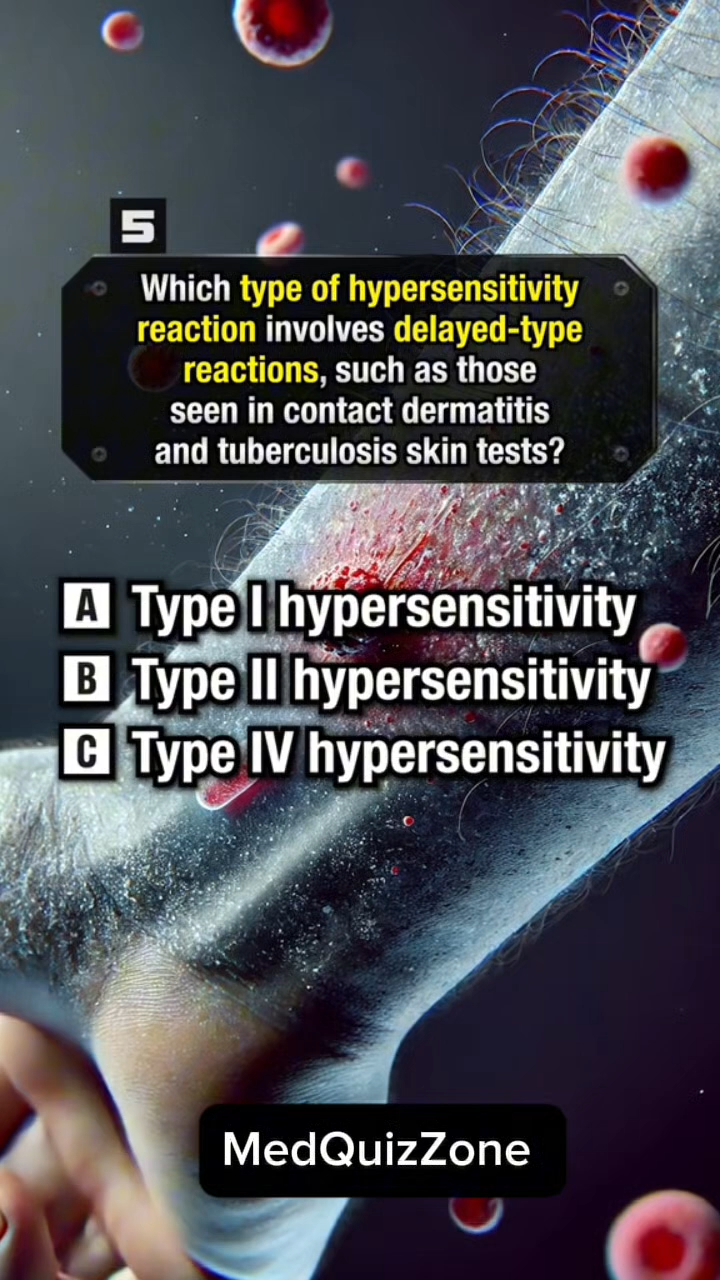 5
Which type of hypersensitivity
reaction involves delayed-type
reactions, such as those
seen in contact dermatitis
and tuberculosis skin tests?
A Type I hypersensitivity
B Type II hypersensitivity
C Type IV hypersensitivity
MedQuizZone